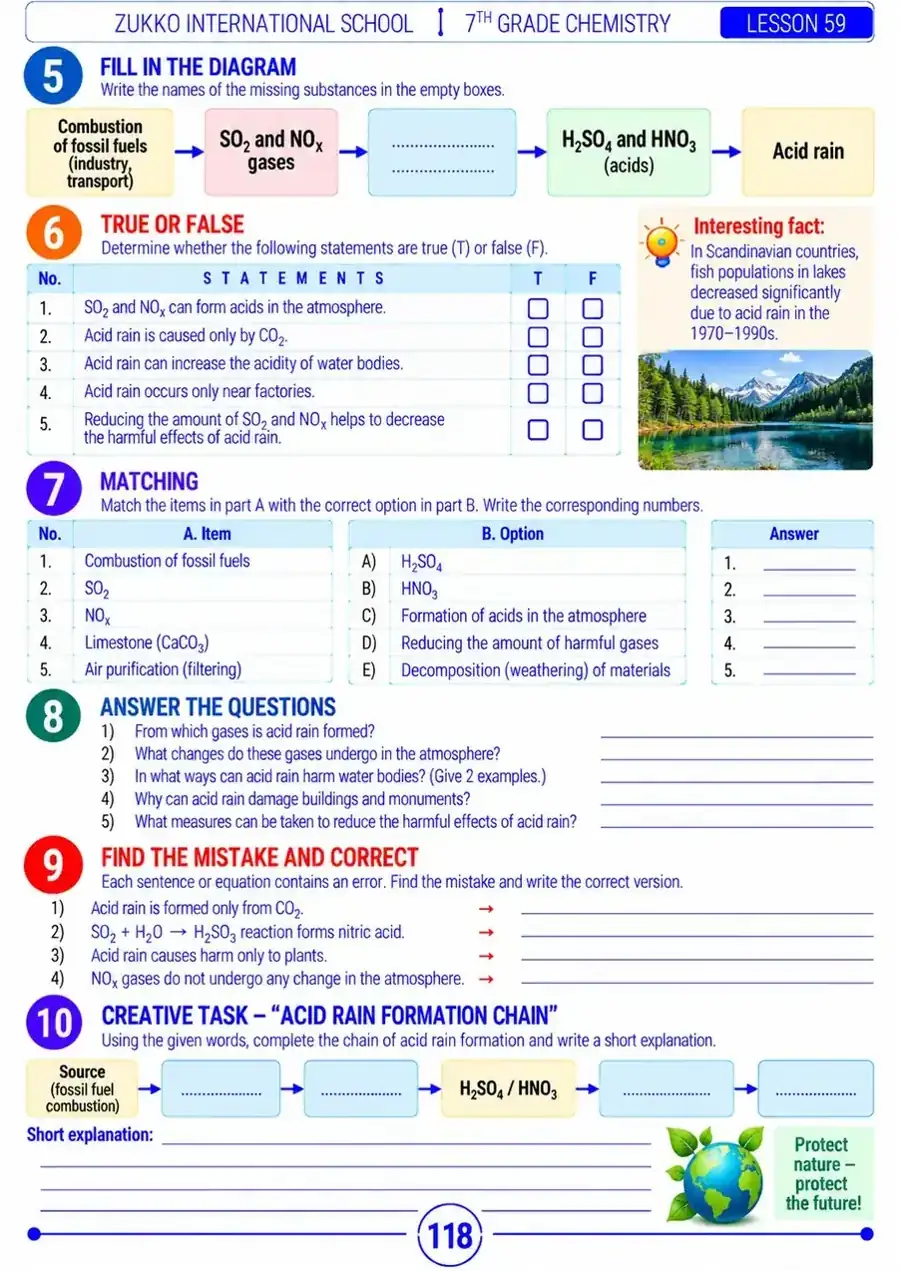 ZUKKO INTERNATIONAL SCHOOL 7TH GRADE CHEMISTRY LESSON 59
5 FILL IN THE DIAGRAM
Write the names of the missing substances in the empty boxes.
Combustion
of fossil fuels
(industry,
transport)
SO₂ and NOₓ
gases
........................
........................
H₂SO₄ and HNO₃
(acids)
Acid rain
6 TRUE OR FALSE
Determine whether the following statements are true (T) or false (F).
No. STATEMENTS T F
1. SO₂ and NOₓ can form acids in the atmosphere.
2. Acid rain is caused only by CO₂.
3. Acid rain can increase the acidity of water bodies.
4. Acid rain occurs only near factories.
5. Reducing the amount of SO₂ and NOₓ helps to decrease
the harmful effects of acid rain.
Interesting fact:
In Scandinavian countries,
fish populations in lakes
decreased significantly
due to acid rain in the
1970–1990s.
7 MATCHING
Match the items in part A with the correct option in part B. Write the corresponding numbers.
No. A. Item B. Option Answer
1. Combustion of fossil fuels A) H₂SO₄ 1. ________
2. SO₂ B) HNO₃ 2. ________
3. NOₓ C) Formation of acids in the atmosphere 3. ________
4. Limestone (CaCO₃) D) Reducing the amount of harmful gases 4. ________
5. Air purification (filtering) E) Decomposition (weathering) of materials 5. ________
8 ANSWER THE QUESTIONS
1) From which gases is acid rain formed?
2) What changes do these gases undergo in the atmosphere?
3) In what ways can acid rain harm water bodies? (Give 2 examples.)
4) Why can acid rain damage buildings and monuments?
5) What measures can be taken to reduce the harmful effects of acid rain?
9 FIND THE MISTAKE AND CORRECT
Each sentence or equation contains an error. Find the mistake and write the correct version.
1) Acid rain is formed only from CO₂. →
2) SO₂ + H₂O → H₂SO₃ reaction forms nitric acid. →
3) Acid rain causes harm only to plants. →
4) NOₓ gases do not undergo any change in the atmosphere. →
10 CREATIVE TASK – “ACID RAIN FORMATION CHAIN”
Using the given words, complete the chain of acid rain formation and write a short explanation.
Source
(fossil fuel
combustion)
....................
....................
H₂SO₄ / HNO₃
....................
....................
Short explanation:
Protect
nature –
protect
the future!
118